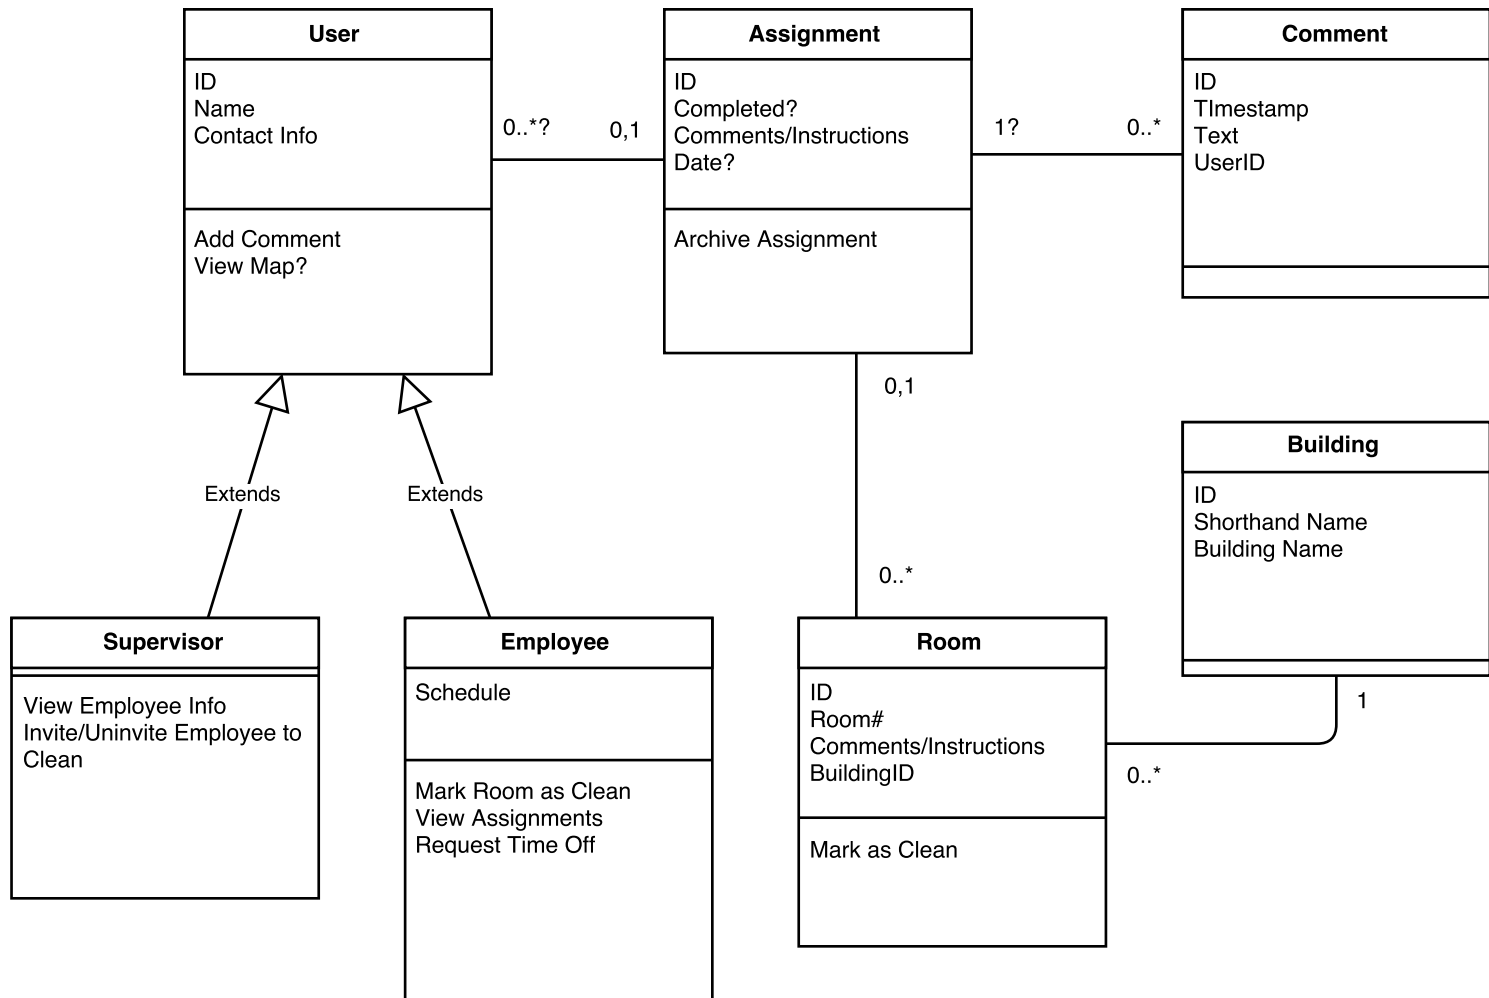 User
ID
Name
Contact Info
Add Comment
View Map?
0..*?
0,1
Assignment
ID
Completed?
Comments/Instructions
Date?
Archive Assignment
1?
0..*
Comment
ID
TImestamp
Text
UserID
0,1
0..*
Extends
Extends
Building
ID
Shorthand Name
Building Name
1
0..*
Supervisor
View Employee Info
Invite/Uninvite Employee to
Clean
Employee
Schedule
Mark Room as Clean
View Assignments
Request Time Off
Room
ID
Room#
Comments/Instructions
BuildingID
Mark as Clean